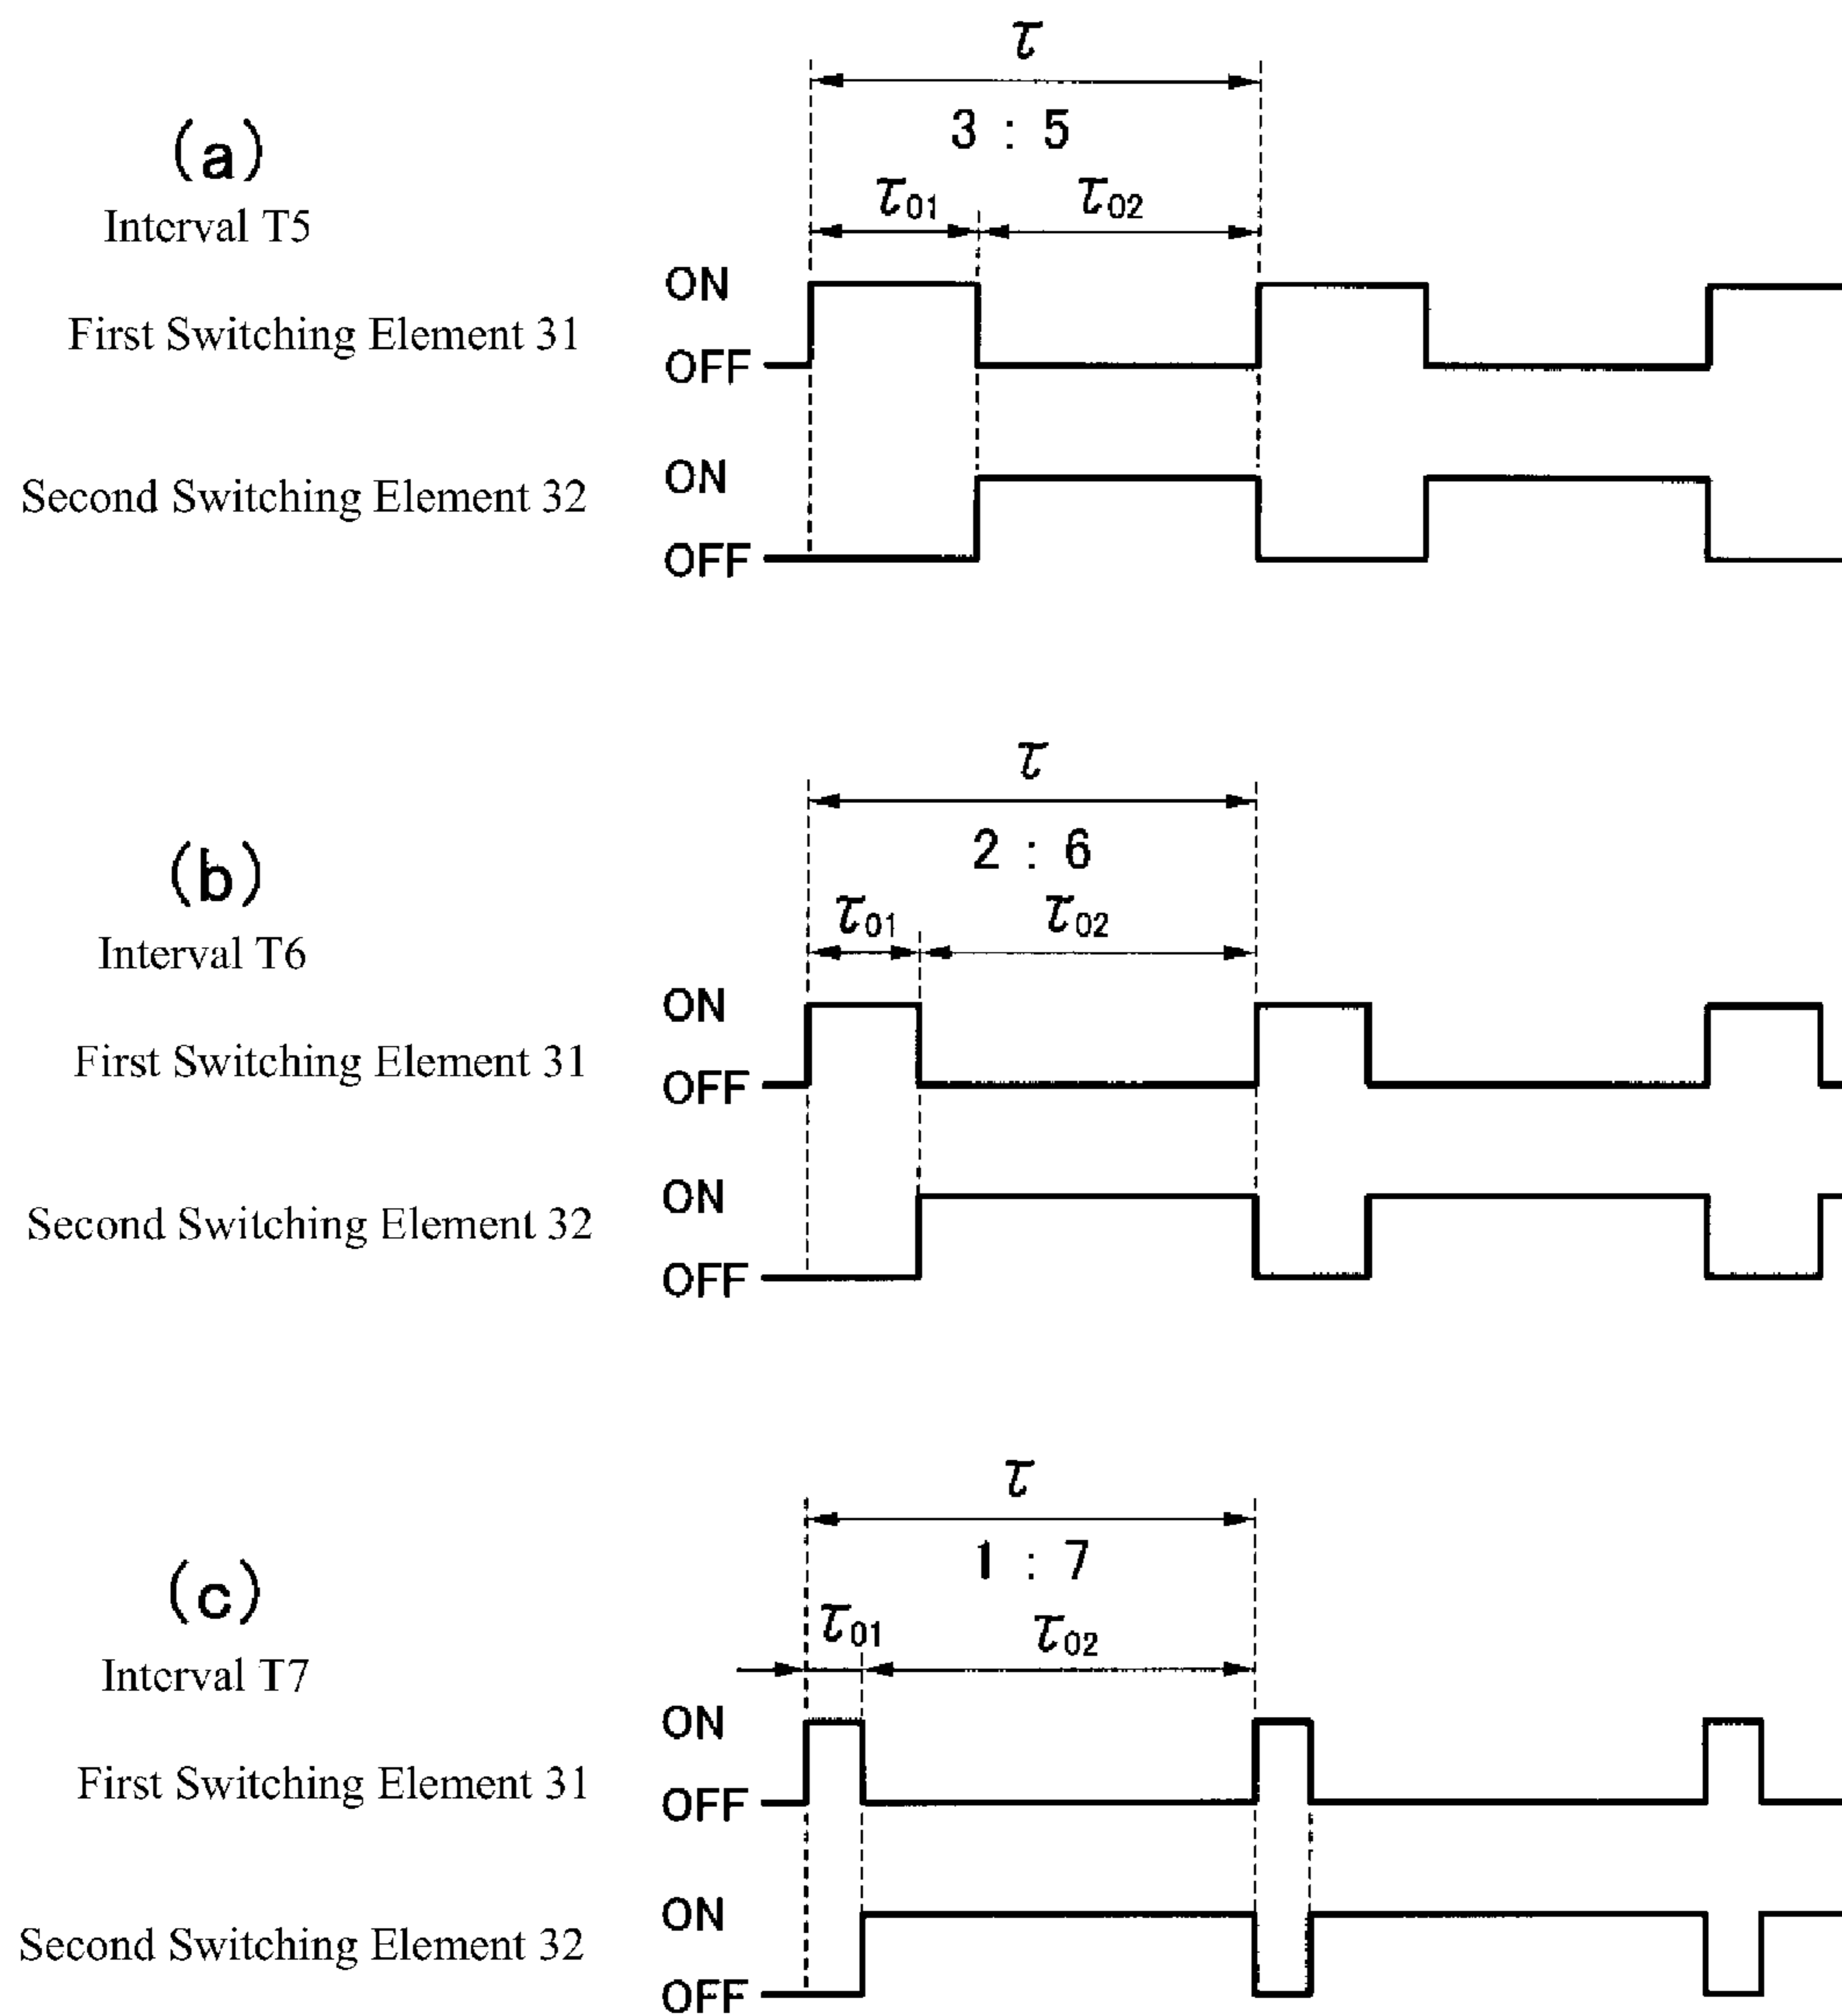 τ
(a)
3 : 5
Interval T5
τ01 τ02
ON
First Switching Element 31
OFF
ON
Second Switching Element 32
OFF
τ
(b)
2 : 6
Interval T6
τ01 τ02
ON
First Switching Element 31
OFF
ON
Second Switching Element 32
OFF
τ
(c)
1 : 7
Interval T7
τ01 τ02
ON
First Switching Element 31
OFF
ON
Second Switching Element 32
OFF